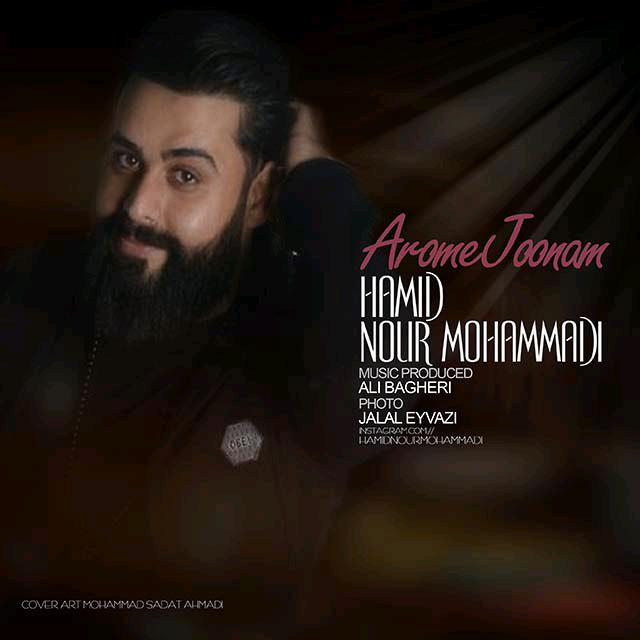 Arome Joonam
HAMID
NOUR MOHAMMADI
MUSIC PRODUCED
ALI BAGHERI
PHOTO
JALAL EYVAZI
INSTAGRAM.COM//
HAMIDNOURMOHAMMADI
OBEY
COVER ART MOHAMMAD SADAT AHMADI